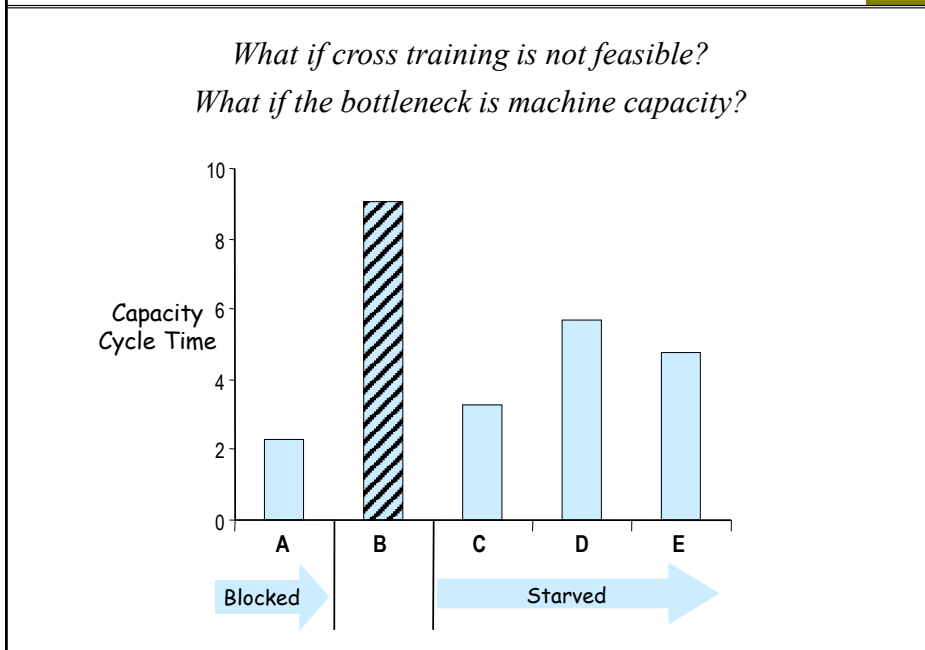 What if cross training is not feasible?
What if the bottleneck is machine capacity?
10
8
Capacity 6
Cycle Time
4
2
0
A B C D E
Blocked Starved